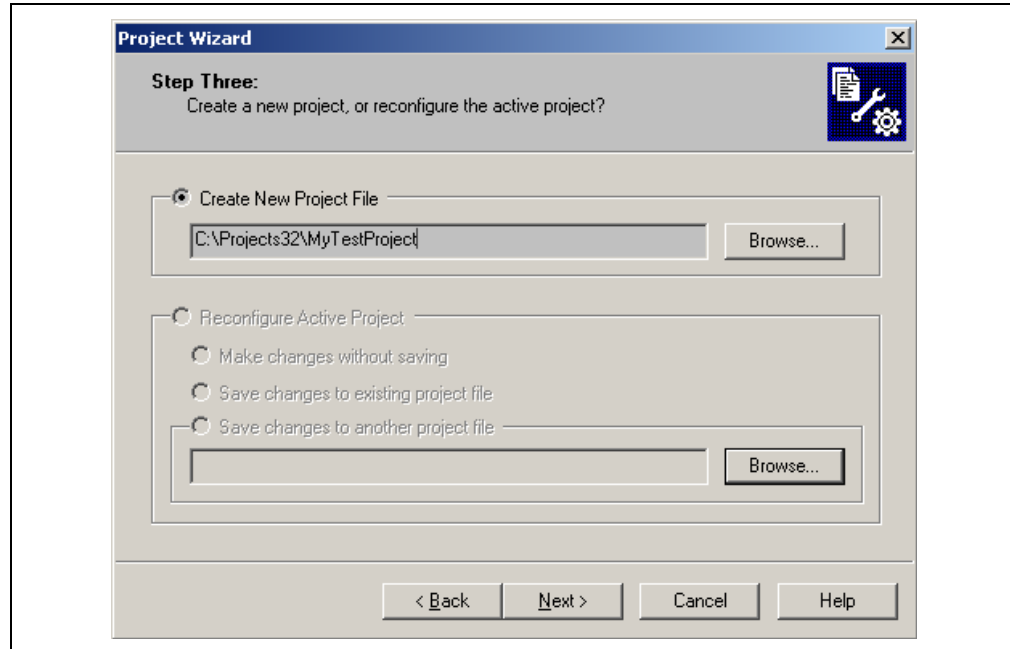 Project Wizard
Step Three:
Create a new project, or reconfigure the active project?
Create New Project File
C:\Projects32\MyTestProject
Browse...
Reconfigure Active Project
Make changes without saving
Save changes to existing project file
Save changes to another project file
Browse...
< Back
Next >
Cancel
Help